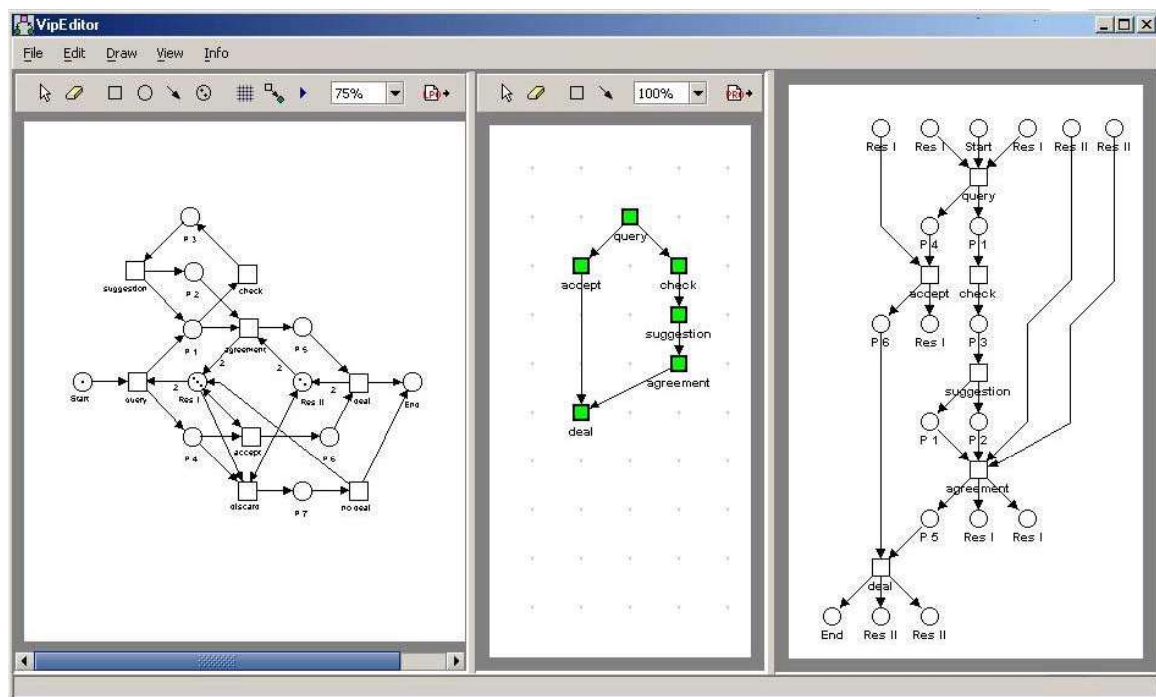 VipEditor
File Edit Draw View Info
75% LPO
100% PRO
P 3
suggestion check
P 2
P 1 agreement P 5
2 2
Start query 2 Res I Res II 2 deal End
P 4 accept P 6
discard P 7 no deal
query
accept check
suggestion
agreement
deal
Res I Res I Start Res I Res II Res II
query
P 4 P 1
accept check
P 6 Res I P 3
suggestion
P 1 P 2
agreement
P 5 Res I Res I
deal
End Res II Res II